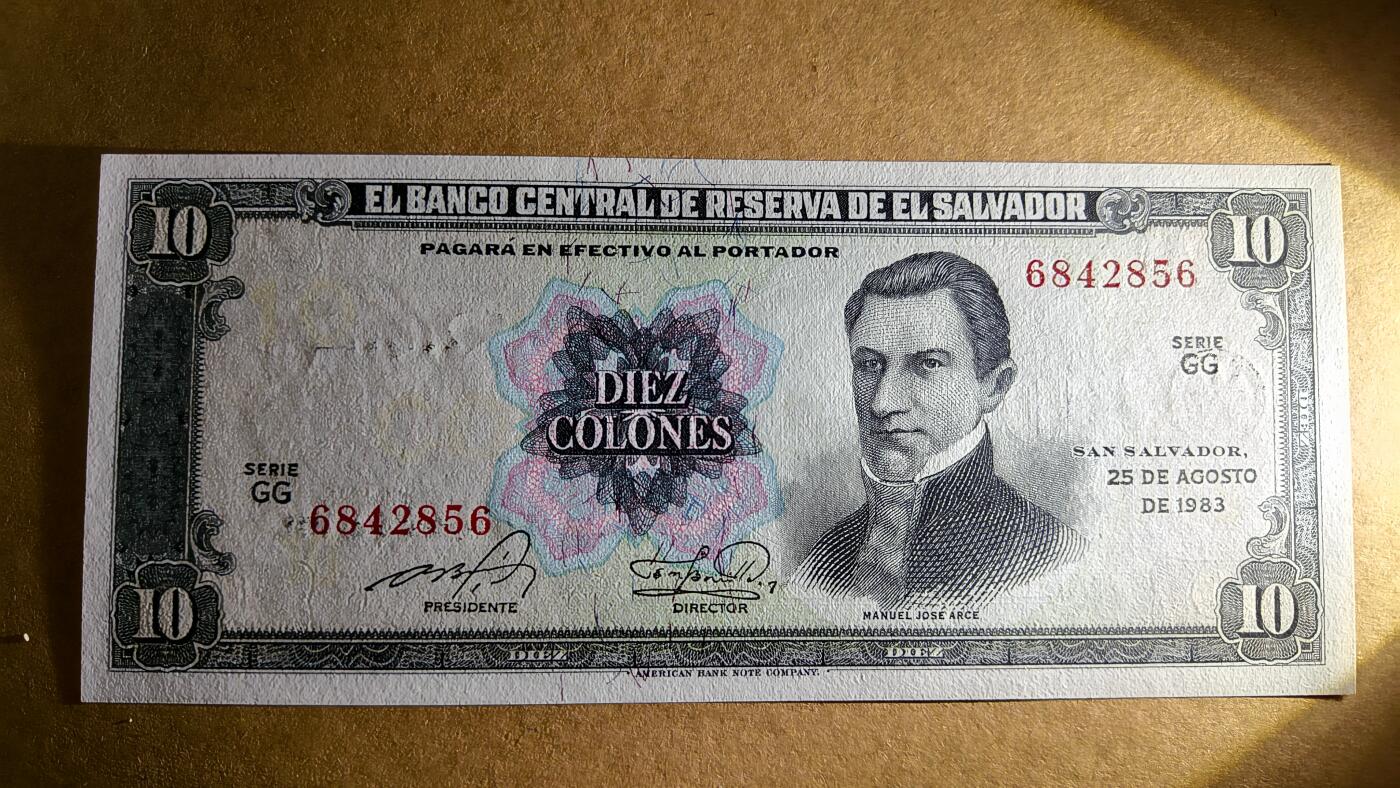 10
EL BANCO CENTRAL DE RESERVA DE EL SALVADOR
10
PAGARÁ EN EFECTIVO AL PORTADOR
6842856
SERIE
GG
DIEZ
COLONES
SAN SALVADOR,
25 DE AGOSTO
DE 1983
SERIE
GG
6842856
PRESIDENTE
DIRECTOR
MANUEL JOSE ARCE
10
DIEZ
DIEZ
10
AMERICAN BANK NOTE COMPANY.